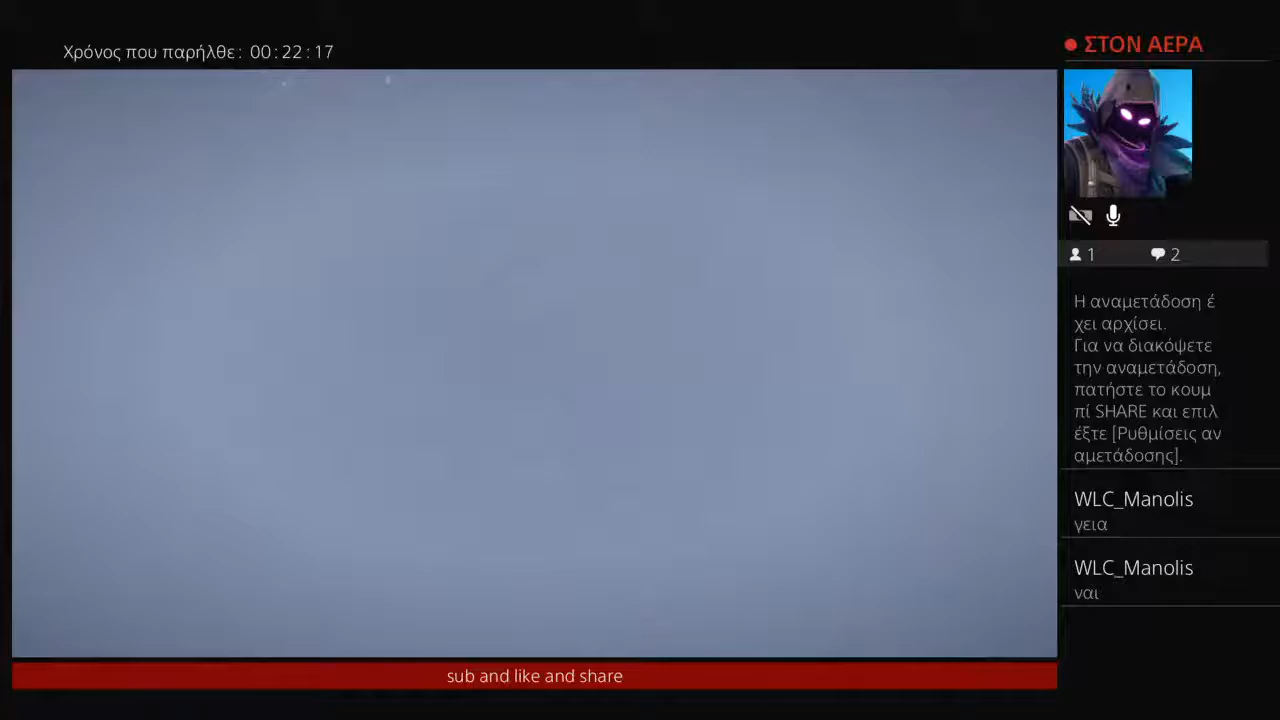 Χρόνος που παρήλθε: 00:22:17
ΣΤΟΝ ΑΕΡΑ
1
2
Η αναμετάδοση έ
χει αρχίσει.
Για να διακόψετε
την αναμετάδοση,
πατήστε το κουμ
πί SHARE και επιλ
έξτε [Ρυθμίσεις αν
αμετάδοσης].
WLC_Manolis
γεια
WLC_Manolis
ναι
sub and like and share